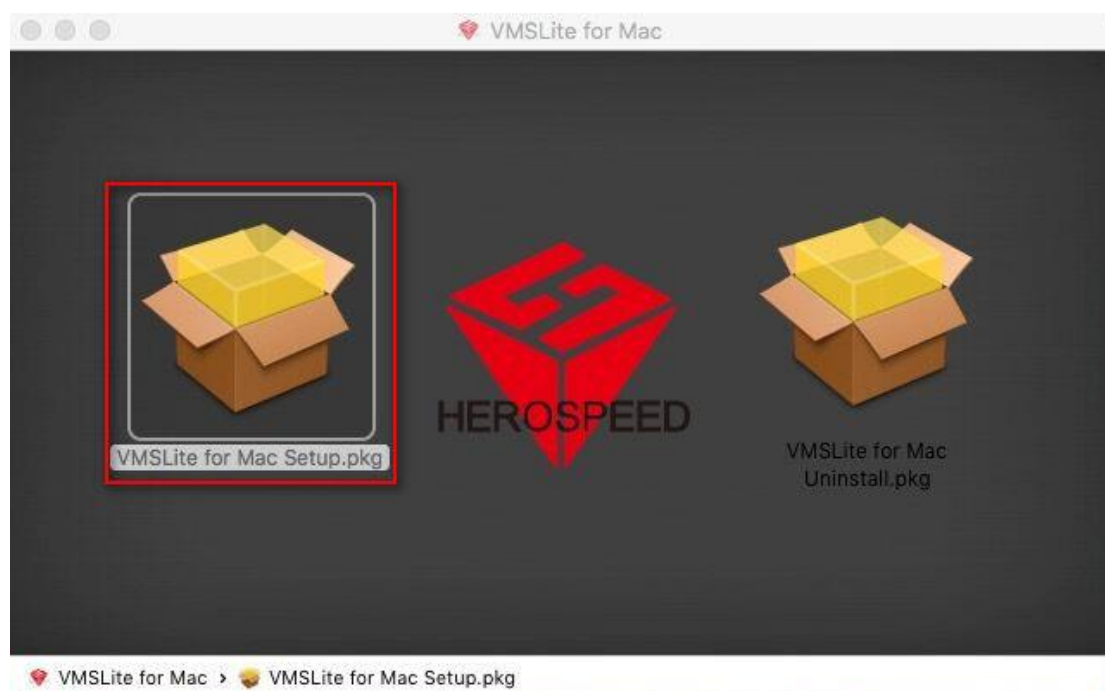 VMSLite for Mac
HEROSPEED
VMSLite for Mac Setup.pkg
VMSLite for Mac
Uninstall.pkg
VMSLite for Mac › VMSLite for Mac Setup.pkg